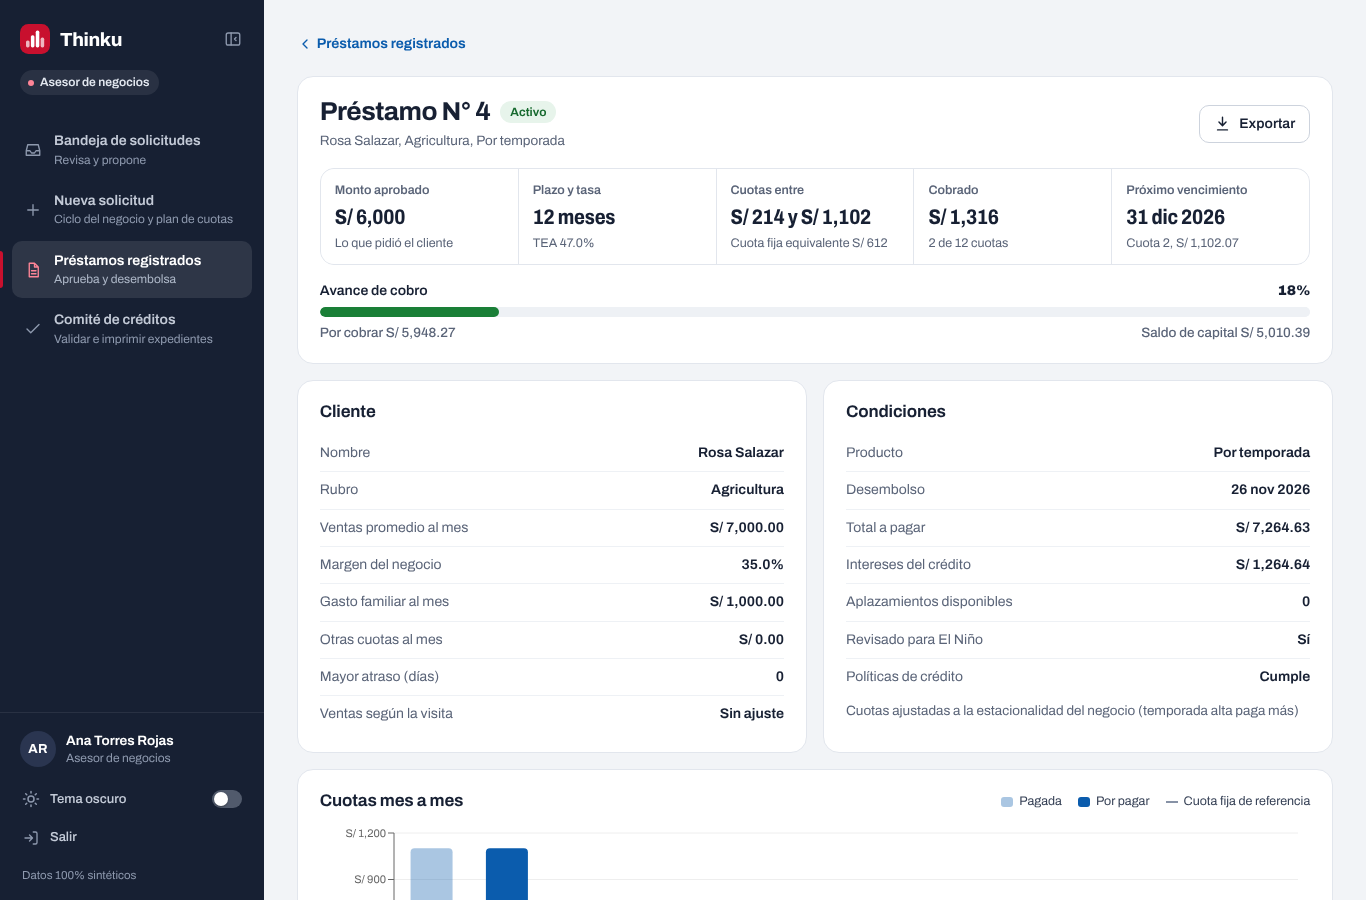 Thinku
Asesor de negocios
Bandeja de solicitudes
Revisa y propone
Nueva solicitud
Ciclo del negocio y plan de cuotas
Préstamos registrados
Aprueba y desembolsa
Comité de créditos
Validar e imprimir expedientes
AR
Ana Torres Rojas
Asesor de negocios
Tema oscuro
Salir
Datos 100% sintéticos
Préstamos registrados
Préstamo N° 4
Activo
Rosa Salazar, Agricultura, Por temporada
Exportar
Monto aprobado
S/ 6,000
Lo que pidió el cliente
Plazo y tasa
12 meses
TEA 47.0%
Cuotas entre
S/ 214 y S/ 1,102
Cuota fija equivalente S/ 612
Cobrado
S/ 1,316
2 de 12 cuotas
Próximo vencimiento
31 dic 2026
Cuota 2, S/ 1,102.07
Avance de cobro
18%
Por cobrar S/ 5,948.27
Saldo de capital S/ 5,010.39
Cliente
Nombre Rosa Salazar
Rubro Agricultura
Ventas promedio al mes S/ 7,000.00
Margen del negocio 35.0%
Gasto familiar al mes S/ 1,000.00
Otras cuotas al mes S/ 0.00
Mayor atraso (días) 0
Ventas según la visita Sin ajuste
Condiciones
Producto Por temporada
Desembolso 26 nov 2026
Total a pagar S/ 7,264.63
Intereses del crédito S/ 1,264.64
Aplazamientos disponibles 0
Revisado para El Niño Sí
Políticas de crédito Cumple
Cuotas ajustadas a la estacionalidad del negocio (temporada alta paga más)
Cuotas mes a mes
Pagada
Por pagar
Cuota fija de referencia
S/ 1,200
S/ 900